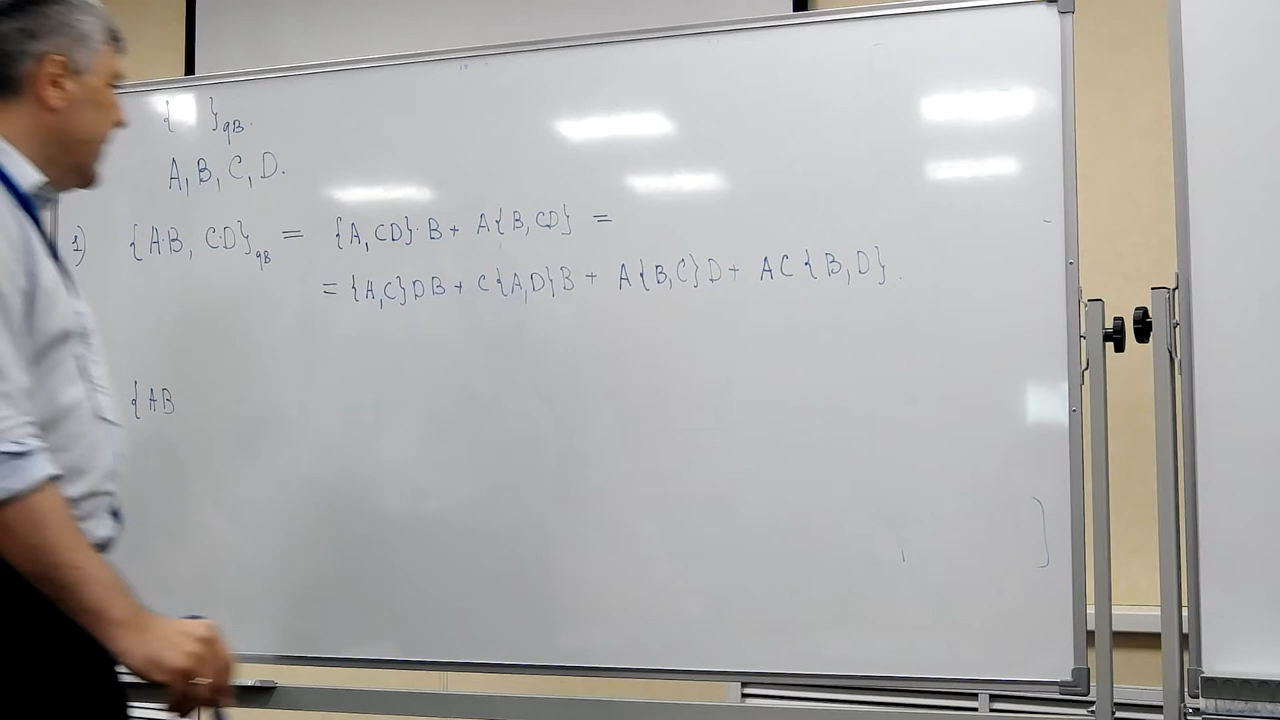 { }qB.
A, B, C, D.
1) {A·B, C·D}qB = {A, CD}·B + A{B, CD} =
= {A,C}DB + C{A,D}B + A{B,C}D + AC{B,D}.
{AB